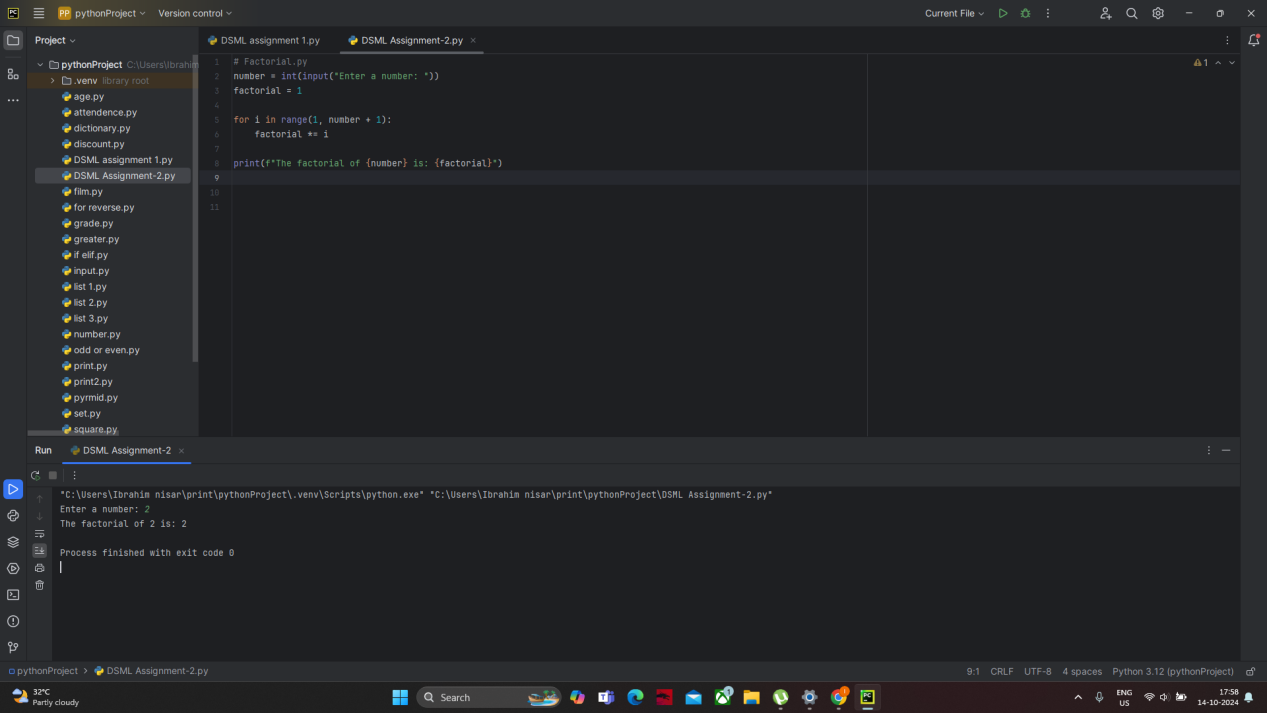 PC
PP pythonProject Version control Current File
Project
DSML assignment 1.py DSML Assignment-2.py
pythonProject C:\Users\Ibrahim
.venv library root
age.py
attendence.py
dictionary.py
discount.py
DSML assignment 1.py
DSML Assignment-2.py
film.py
for reverse.py
grade.py
greater.py
if elif.py
input.py
list 1.py
list 2.py
list 3.py
number.py
odd or even.py
print.py
print2.py
pyrmid.py
set.py
square.py
1 # Factorial.py
2 number = int(input("Enter a number: "))
3 factorial = 1
4
5 for i in range(1, number + 1):
6     factorial *= i
7
8 print(f"The factorial of {number} is: {factorial}")
9
10
11
1
Run DSML Assignment-2
"C:\Users\Ibrahim nisar\print\pythonProject\.venv\Scripts\python.exe" "C:\Users\Ibrahim nisar\print\pythonProject\DSML Assignment-2.py"
Enter a number: 2
The factorial of 2 is: 2
Process finished with exit code 0
pythonProject > DSML Assignment-2.py 9:1 CRLF UTF-8 4 spaces Python 3.12 (pythonProject)
32°C
Partly cloudy
Search
ENG
US
17:58
14-10-2024